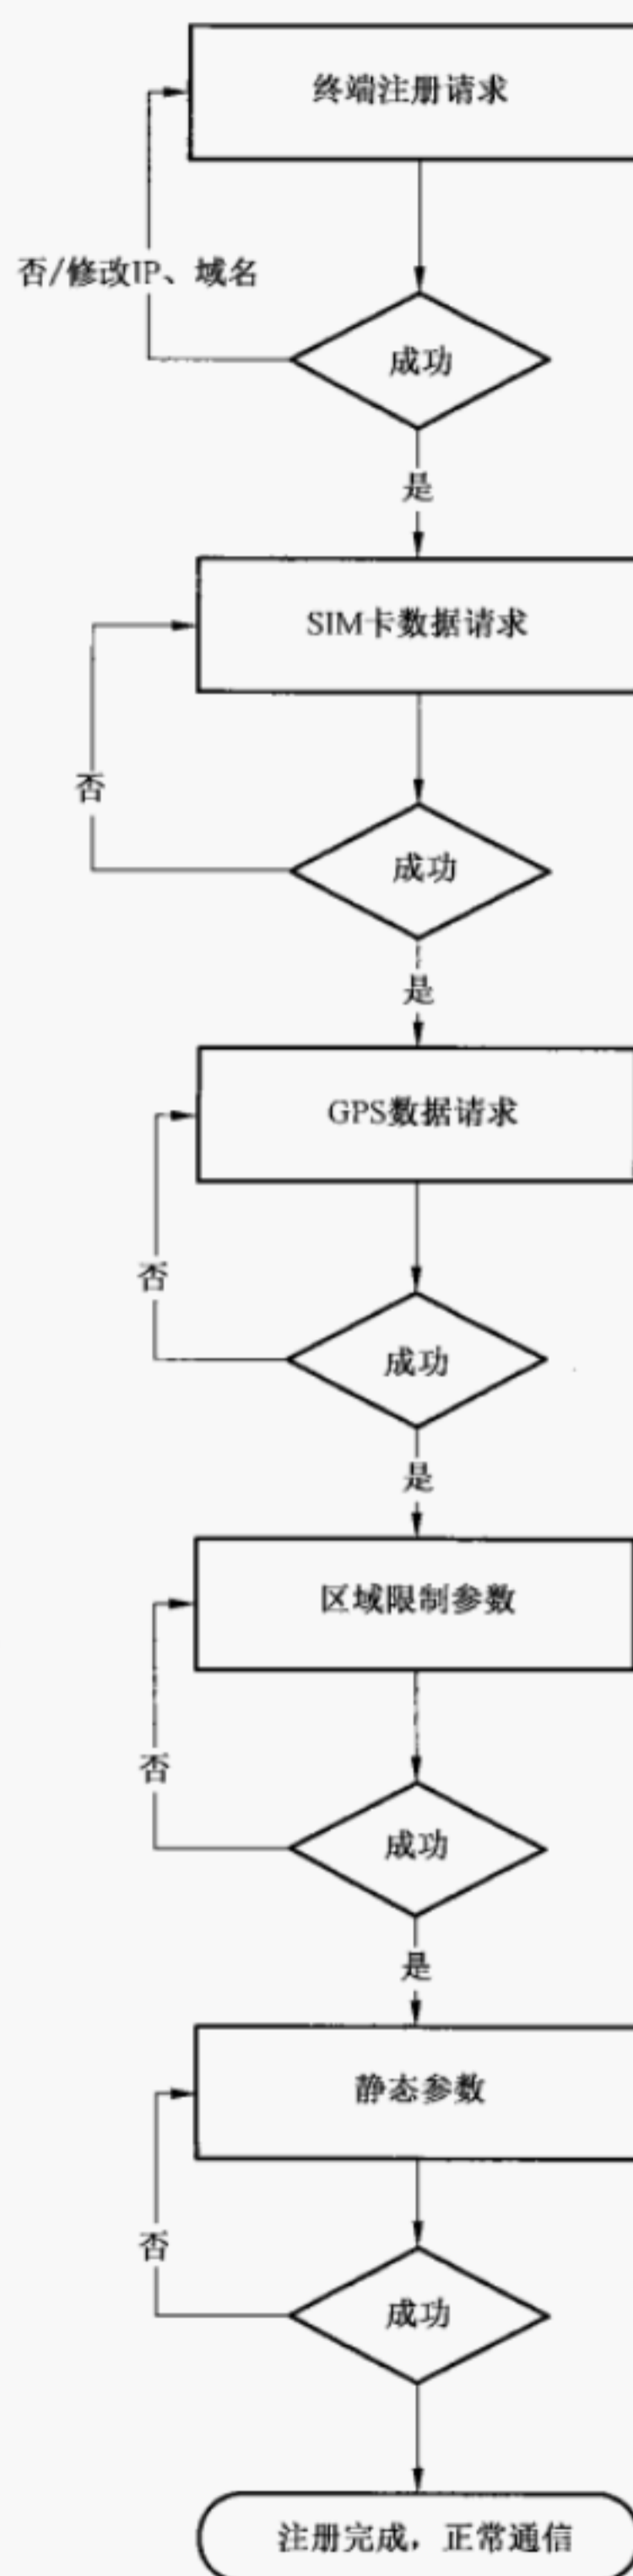 终端注册请求
否/修改IP、域名
成功
是
SIM卡数据请求
否
成功
是
GPS数据请求
否
成功
是
区域限制参数
否
成功
是
静态参数
否
成功
注册完成，正常通信